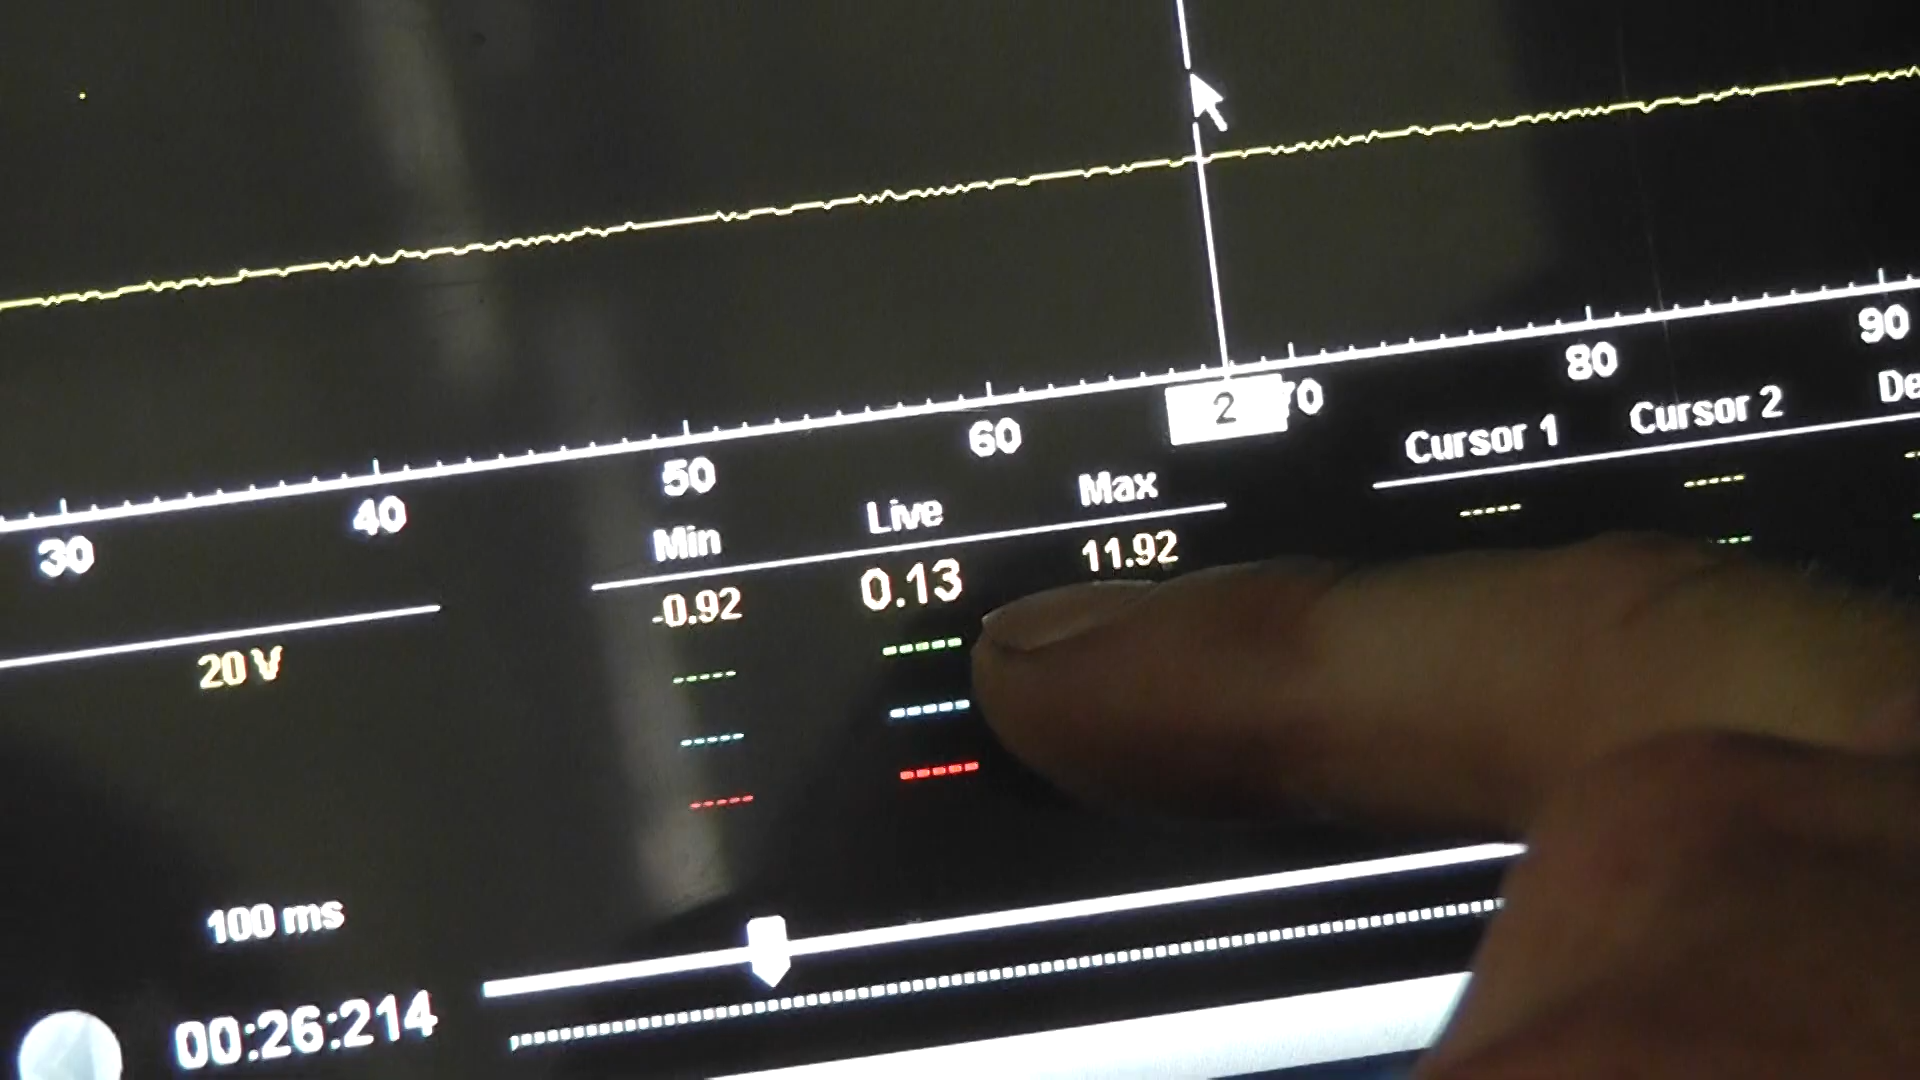 30 40 50 60 2 70 80 90
Min Live Max Cursor 1 Cursor 2
20 V -0.92 0.13 11.92 ----- -----
----- ----- -----
----- -----
----- -----
100 ms
00:26:214